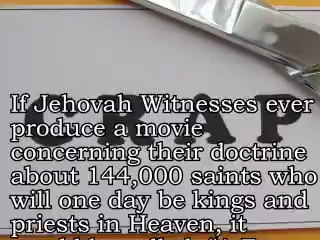 CRAP
If Jehovah Witnesses ever
produce a movie
concerning their doctrine
about 144,000 saints who
will one day be kings and
priests in Heaven, it